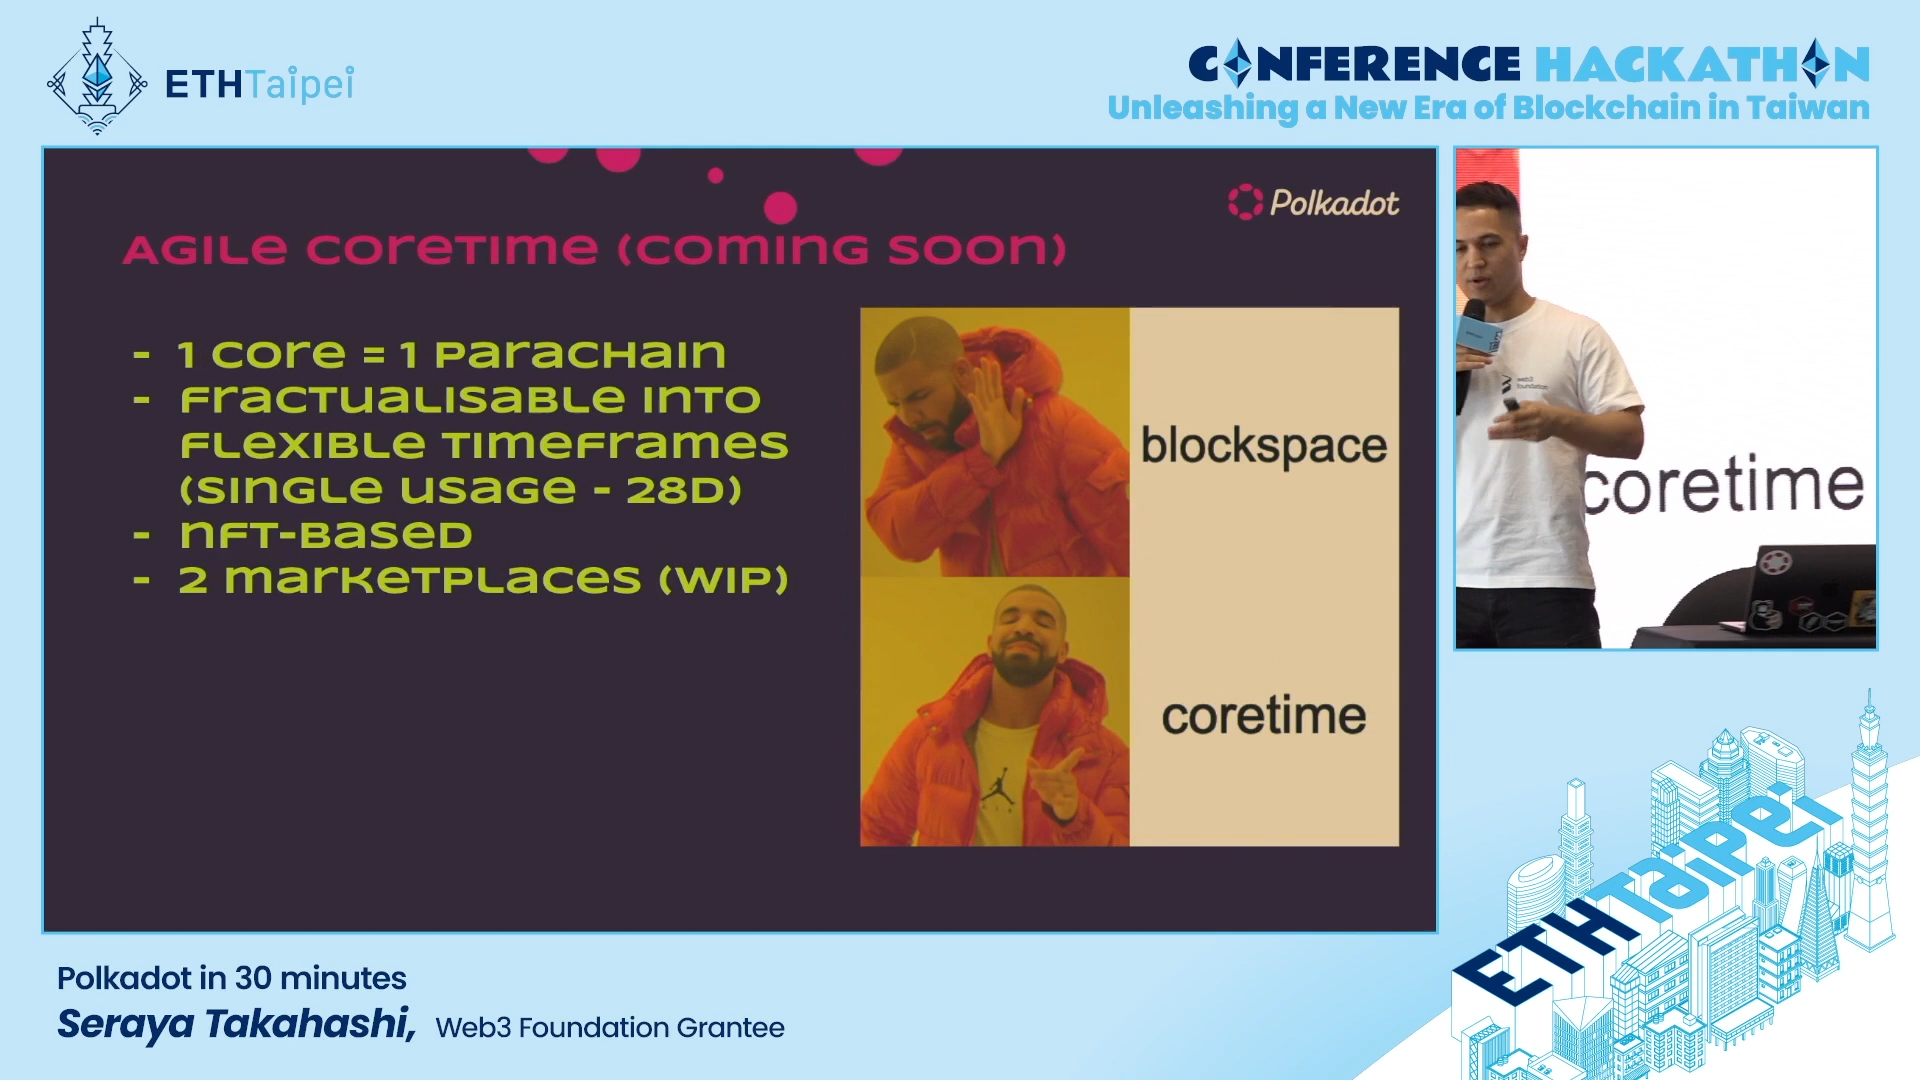 ETHTaipei
CONFERENCE HACKATHON
Unleashing a New Era of Blockchain in Taiwan
Polkadot
Agile Coretime (Coming Soon)
- 1 core = 1 parachain
- Fractualisable into
flexible timeframes
(single usage - 28D)
- NFT-based
- 2 marketplaces (WIP)
blockspace
coretime
web3
foundation
coretime
ETHTaipei
Polkadot in 30 minutes
Seraya Takahashi, Web3 Foundation Grantee